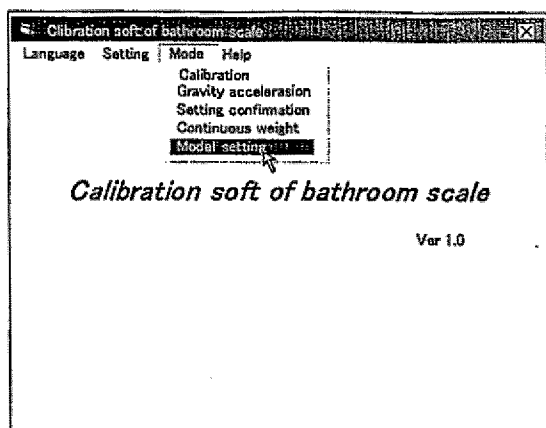 Clibration soft of bathroom scale
Language Setting Mode Help
Calibration
Gravity accelerasion
Setting confirmation
Continuous weight
Model setting
Calibration soft of bathroom scale
Ver 1.0